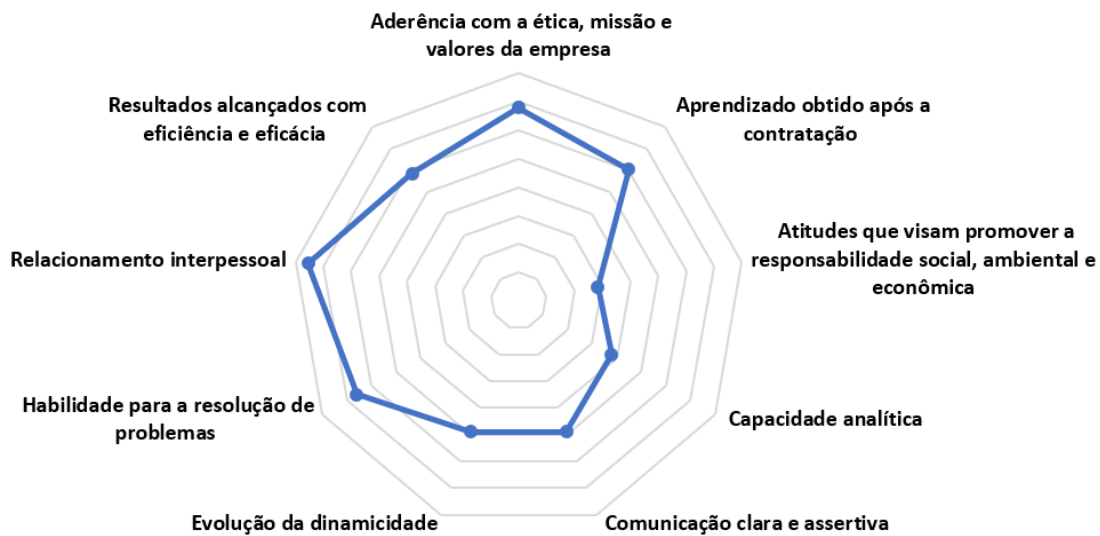 Aderência com a ética, missão e
valores da empresa
Resultados alcançados com
eficiência e eficácia
Aprendizado obtido após a
contratação
Relacionamento interpessoal
Atitudes que visam promover a
responsabilidade social, ambiental e
econômica
Habilidade para a resolução de
problemas
Capacidade analítica
Evolução da dinamicidade
Comunicação clara e assertiva